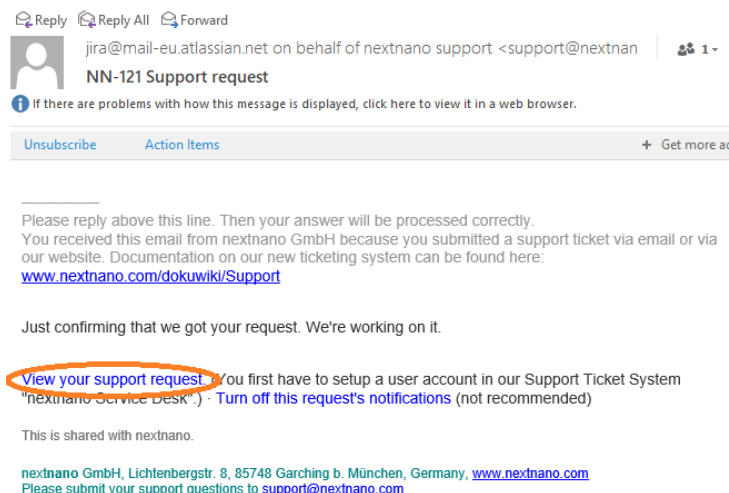 Reply Reply All Forward
jira@mail-eu.atlassian.net on behalf of nextnano support <support@nextnan 1
NN-121 Support request
If there are problems with how this message is displayed, click here to view it in a web browser.
Unsubscribe Action Items + Get more
Please reply above this line. Then your answer will be processed correctly.
You received this email from nextnano GmbH because you submitted a support ticket via email or via
our website. Documentation on our new ticketing system can be found here:
www.nextnano.com/dokuwiki/Support
Just confirming that we got your request. We're working on it.
View your support request. (You first have to setup a user account in our Support Ticket System
"nextnano Service Desk".) · Turn off this request's notifications (not recommended)
This is shared with nextnano.
nextnano GmbH, Lichtenbergstr. 8, 85748 Garching b. München, Germany, www.nextnano.com
Please submit your support questions to support@nextnano.com